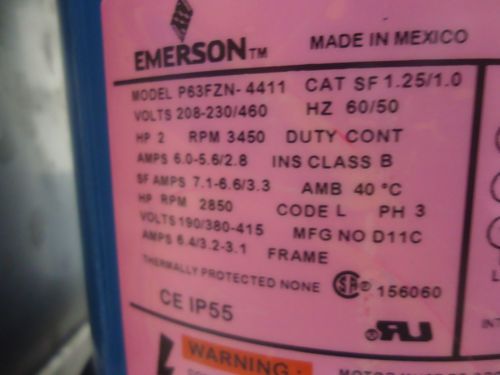 EMERSON™ MADE IN MEXICO
MODEL P63FZN-4411 CAT SF 1.25/1.0
VOLTS 208-230/460 HZ 60/50
HP 2 RPM 3450 DUTY CONT
AMPS 6.0-5.6/2.8 INS CLASS B
SF AMPS 7.1-6.6/3.3 AMB 40 °C
HP RPM 2850 CODE L PH 3
VOLTS 190/380-415 MFG NO D11C
AMPS 6.4/3.2-3.1 FRAME
THERMALLY PROTECTED NONE SA® 156060
CE IP55
RU®
WARNING: